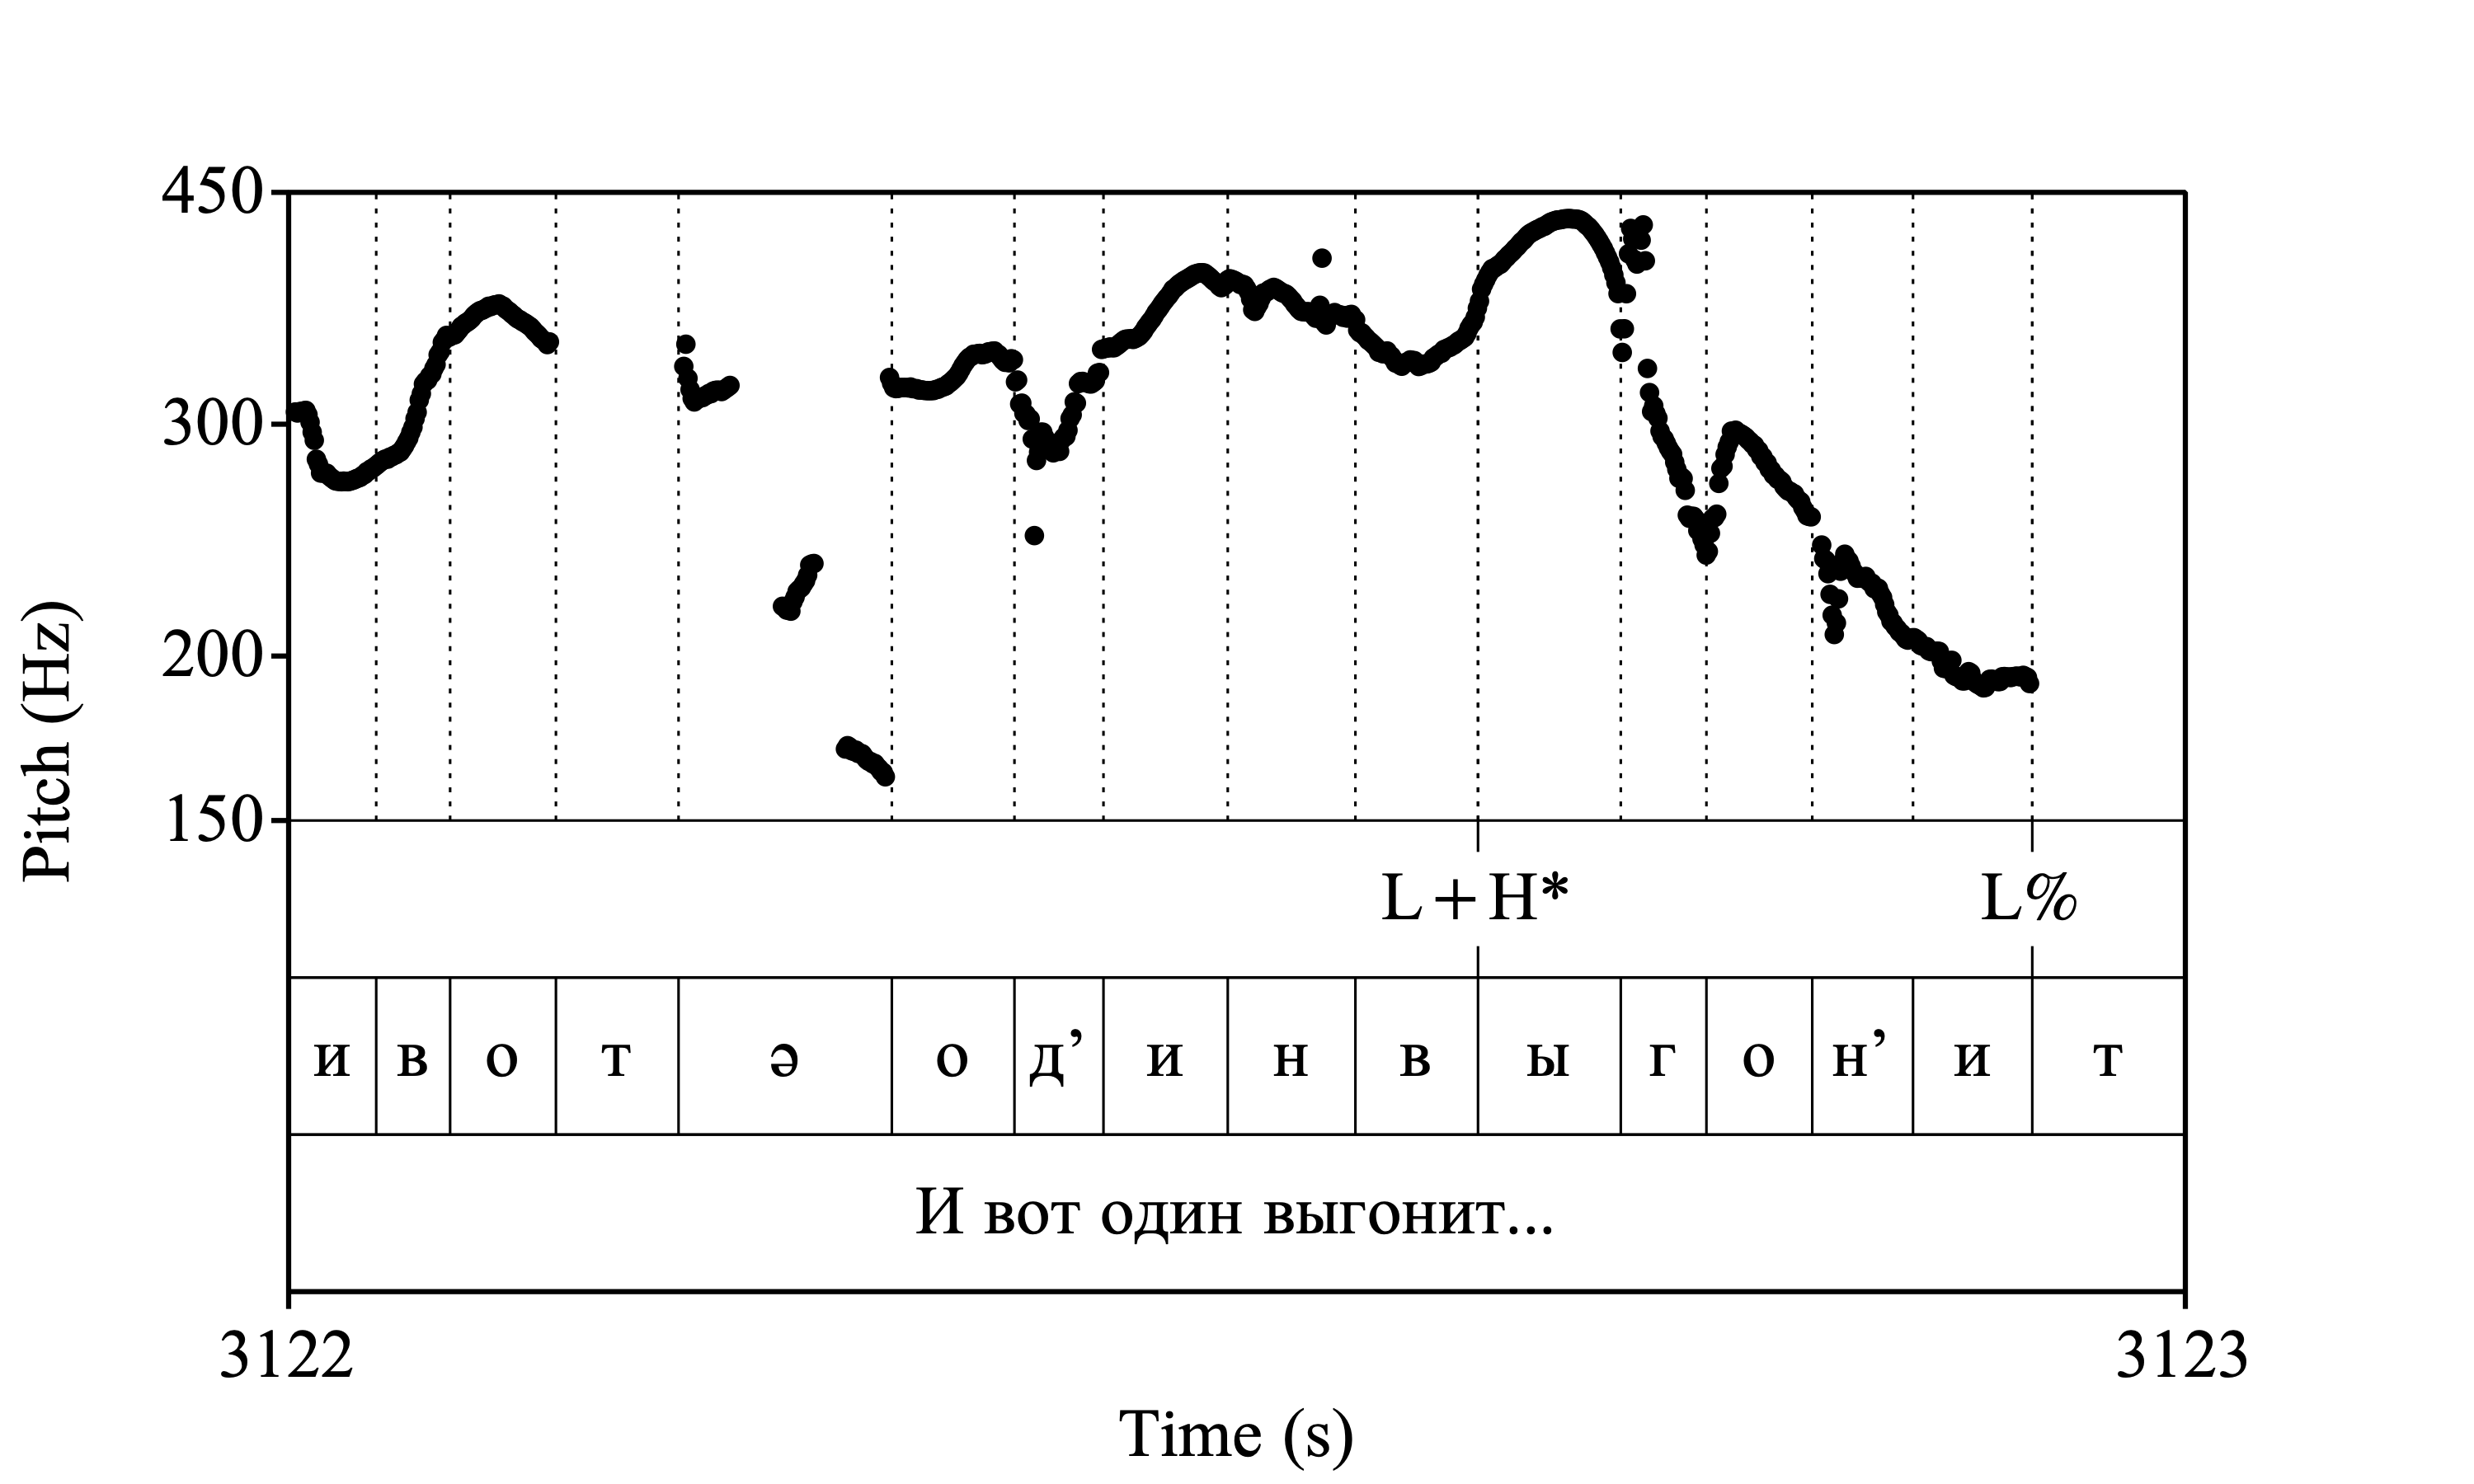 450
300
200
150
Pitch (Hz)
L+H* L%
и в о т ə о д’ и н в ы г о н’ и т
И вот один выгонит...
3122 3123
Time (s)